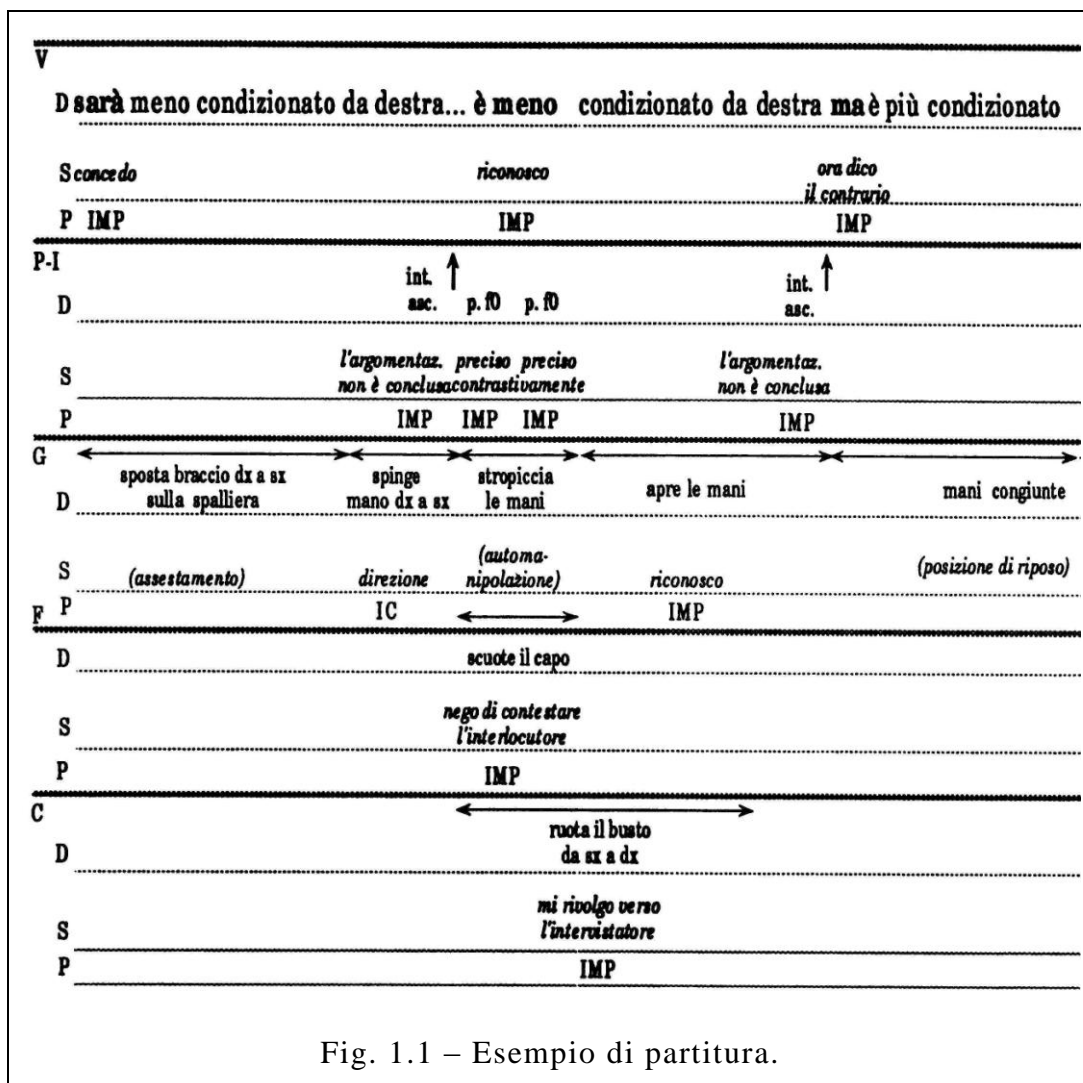 V
D sarà meno condizionato da destra... è meno condizionato da destra ma è più condizionato
S concedo riconosco ora dico
il contrario
P IMP IMP IMP
P-I
int. int.
D asc. p. f0 p. f0 asc.
l'argomentaz. preciso preciso l'argomentaz.
S non è conclusa contrastivamente non è conclusa
P IMP IMP IMP IMP
G
sposta braccio dx a sx spinge stropiccia apre le mani mani congiunte
D sulla spalliera mano dx a sx le mani
(automa-
S (assestamento) direzione nipolazione) riconosco (posizione di riposo)
F P IC IMP
D scuote il capo
nego di contestare
S l'interlocutore
P IMP
C
ruota il busto
D da sx a dx
mi rivolgo verso
S l'intervistatore
P IMP
Fig. 1.1 – Esempio di partitura.